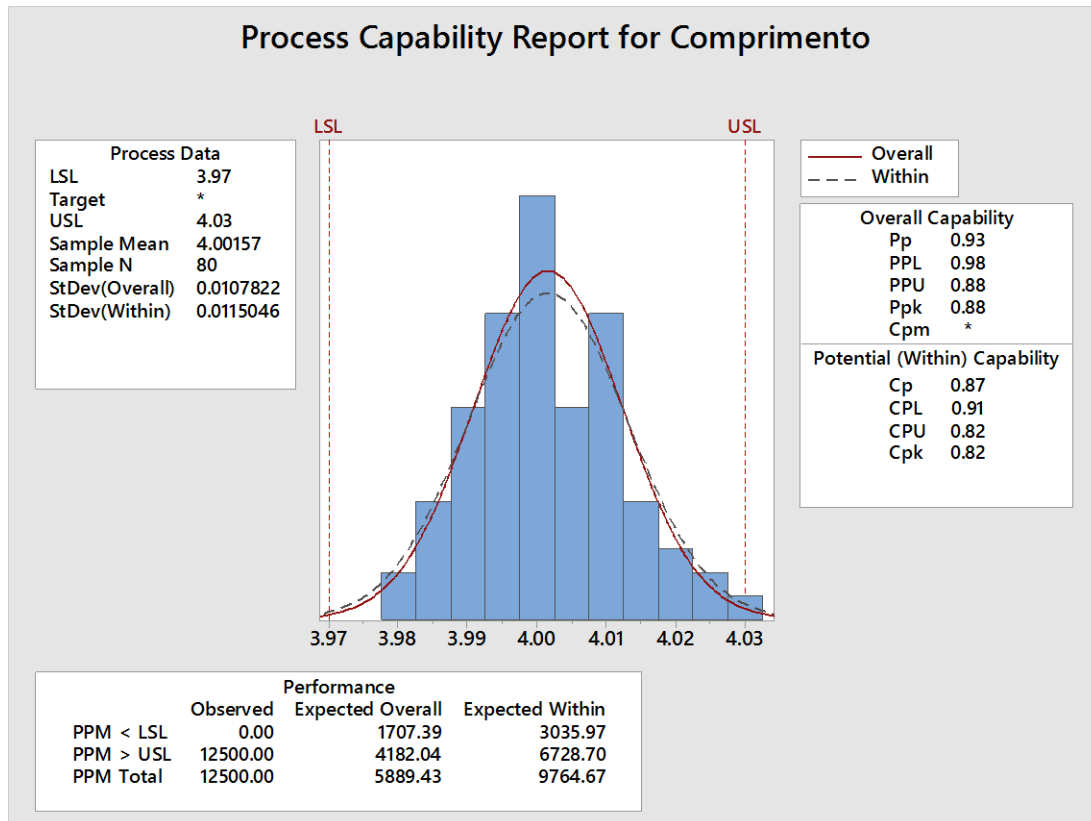 Process Capability Report for Comprimento
LSL USL
Process Data
LSL 3.97
Target *
USL 4.03
Sample Mean 4.00157
Sample N 80
StDev(Overall) 0.0107822
StDev(Within) 0.0115046
Overall
Within
Overall Capability
Pp 0.93
PPL 0.98
PPU 0.88
Ppk 0.88
Cpm *
Potential (Within) Capability
Cp 0.87
CPL 0.91
CPU 0.82
Cpk 0.82
3.97 3.98 3.99 4.00 4.01 4.02 4.03
Performance
Observed Expected Overall Expected Within
PPM < LSL 0.00 1707.39 3035.97
PPM > USL 12500.00 4182.04 6728.70
PPM Total 12500.00 5889.43 9764.67